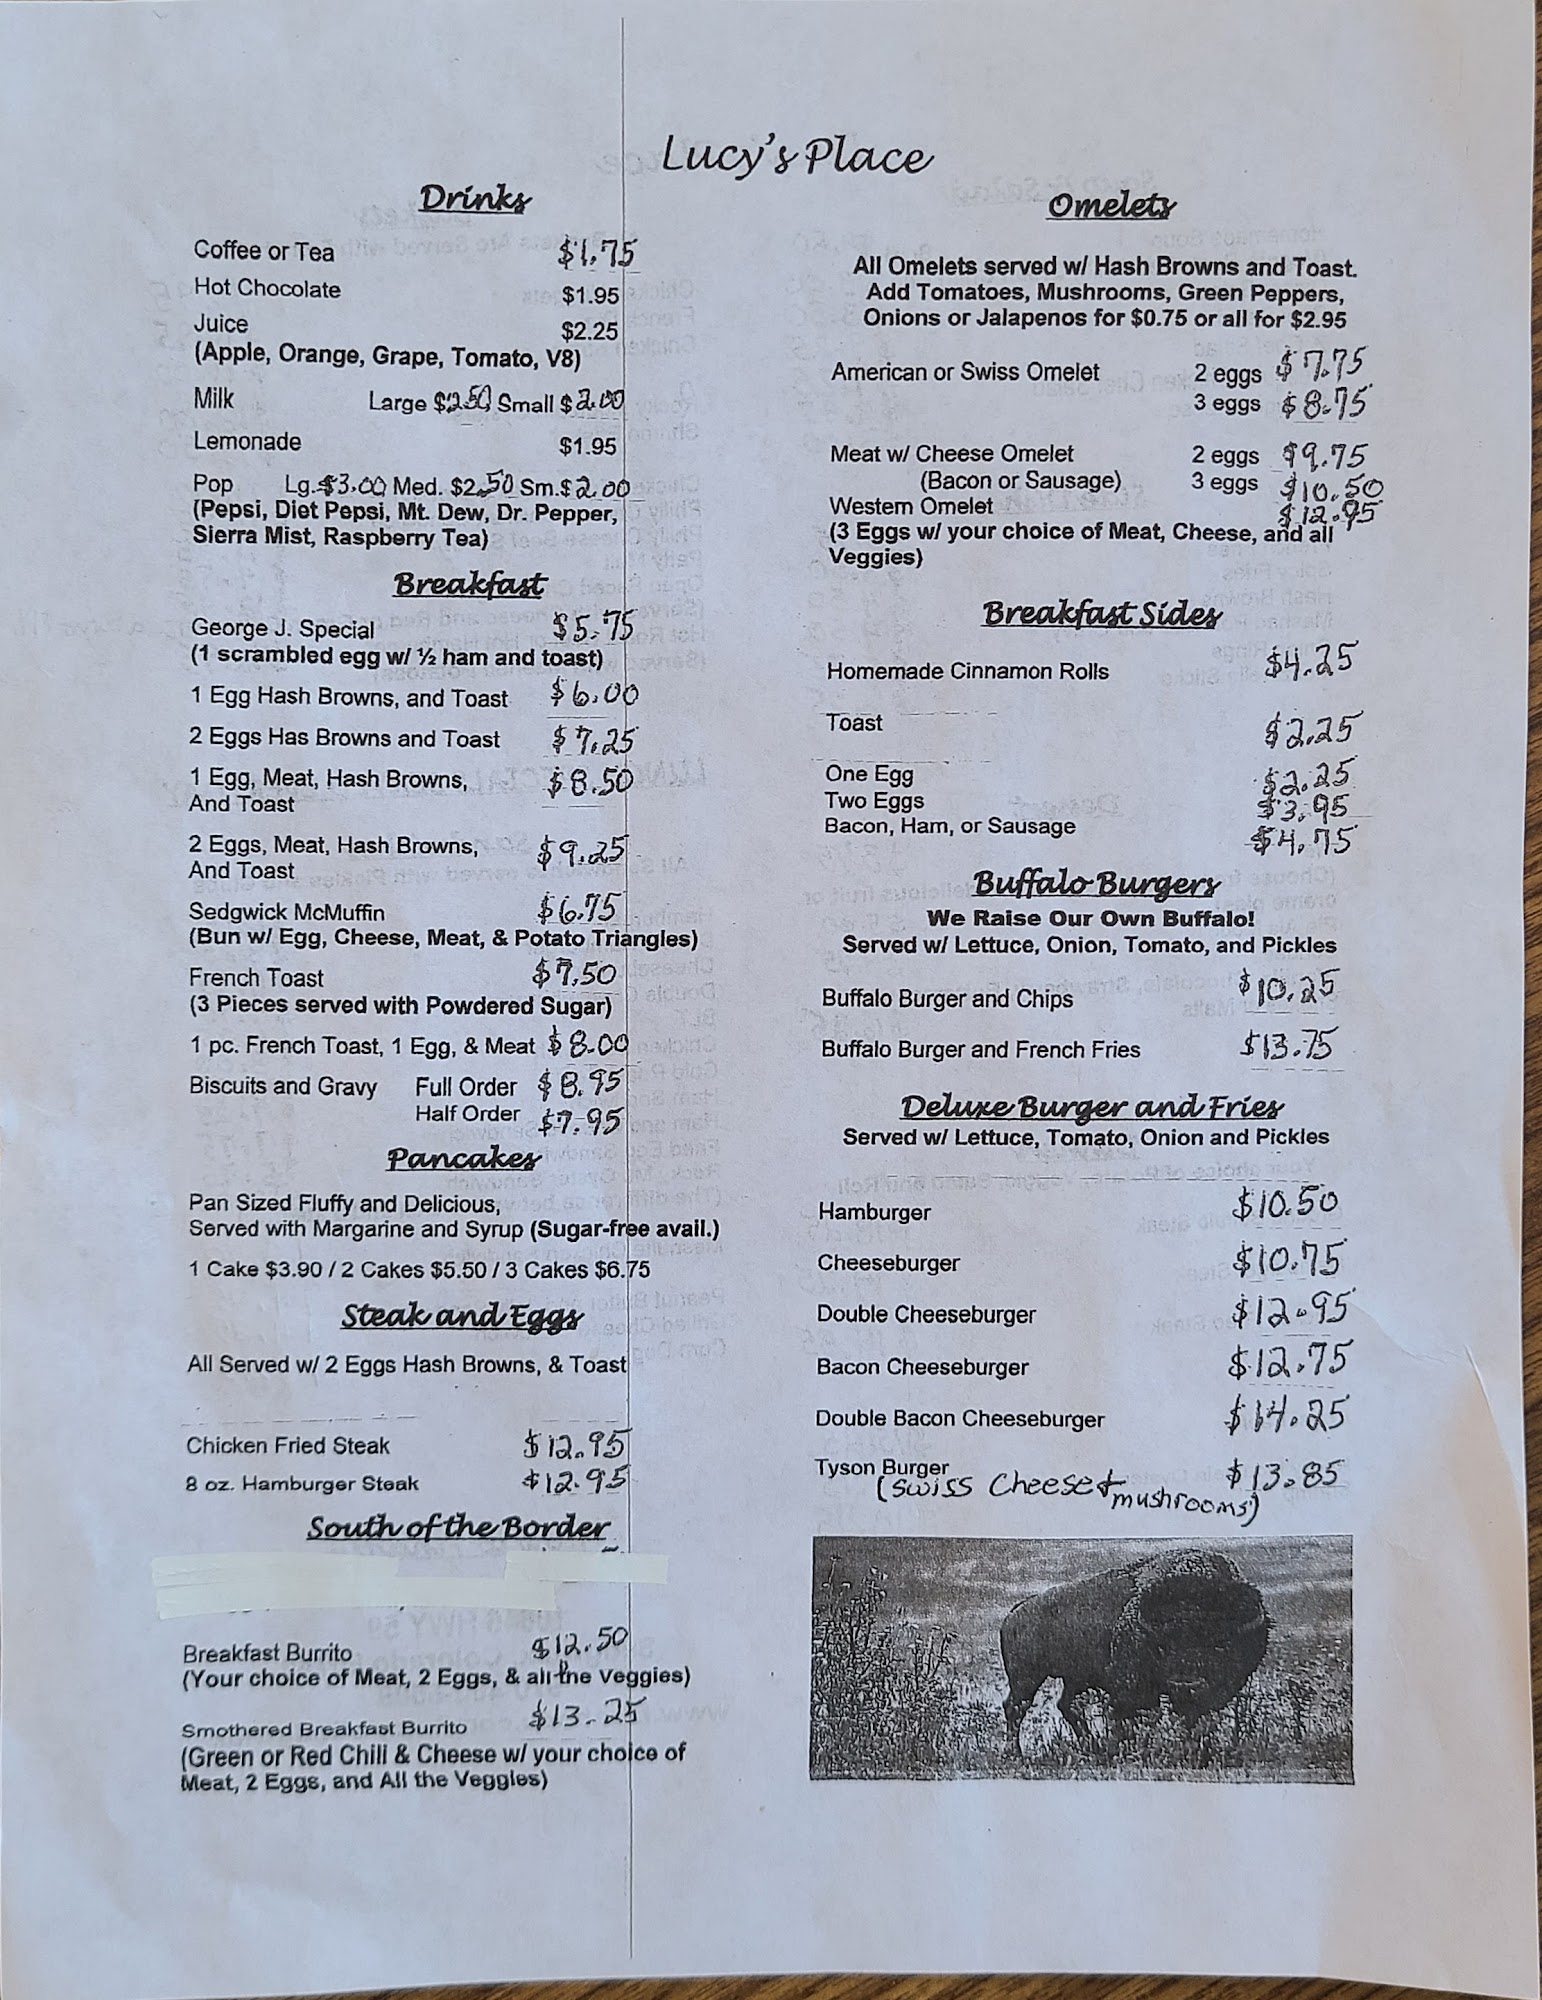 Lucy's Place
Drinks
Coffee or Tea $1.75
Hot Chocolate $1.95
Juice $2.25
(Apple, Orange, Grape, Tomato, V8)
Milk Large $2.50 Small $2.00
Lemonade $1.95
Pop Lg.$3.00 Med. $2.50 Sm.$2.00
(Pepsi, Diet Pepsi, Mt. Dew, Dr. Pepper,
Sierra Mist, Raspberry Tea)
Breakfast
George J. Special $5.75
(1 scrambled egg w/ ½ ham and toast)
1 Egg Hash Browns, and Toast $6.00
2 Eggs Has Browns and Toast $7.25
1 Egg, Meat, Hash Browns, $8.50
And Toast
2 Eggs, Meat, Hash Browns, $9.25
And Toast
Sedgwick McMuffin $6.75
(Bun w/ Egg, Cheese, Meat, & Potato Triangles)
French Toast $7.50
(3 Pieces served with Powdered Sugar)
1 pc. French Toast, 1 Egg, & Meat $8.00
Biscuits and Gravy Full Order $8.95
Half Order $7.95
Pancakes
Pan Sized Fluffy and Delicious,
Served with Margarine and Syrup (Sugar-free avail.)
1 Cake $3.90 / 2 Cakes $5.50 / 3 Cakes $6.75
Steak and Eggs
All Served w/ 2 Eggs Hash Browns, & Toast
Chicken Fried Steak $12.95
8 oz. Hamburger Steak $12.95
South of the Border
Breakfast Burrito $12.50
(Your choice of Meat, 2 Eggs, & all the Veggies)
Smothered Breakfast Burrito $13.25
(Green or Red Chili & Cheese w/ your choice of
Meat, 2 Eggs, and All the Veggies)
Omelets
All Omelets served w/ Hash Browns and Toast.
Add Tomatoes, Mushrooms, Green Peppers,
Onions or Jalapenos for $0.75 or all for $2.95
American or Swiss Omelet 2 eggs $7.75
3 eggs $8.75
Meat w/ Cheese Omelet 2 eggs $9.75
(Bacon or Sausage) 3 eggs $10.50
Western Omelet $12.95
(3 Eggs w/ your choice of Meat, Cheese, and all
Veggies)
Breakfast Sides
Homemade Cinnamon Rolls $4.25
Toast $2.25
One Egg $2.25
Two Eggs $3.95
Bacon, Ham, or Sausage $4.75
Buffalo Burgers
We Raise Our Own Buffalo!
Served w/ Lettuce, Onion, Tomato, and Pickles
Buffalo Burger and Chips $10.25
Buffalo Burger and French Fries $13.75
Deluxe Burger and Fries
Served w/ Lettuce, Tomato, Onion and Pickles
Hamburger $10.50
Cheeseburger $10.75
Double Cheeseburger $12.95
Bacon Cheeseburger $12.75
Double Bacon Cheeseburger $14.25
Tyson Burger $13.85
(swiss Cheese + mushrooms)